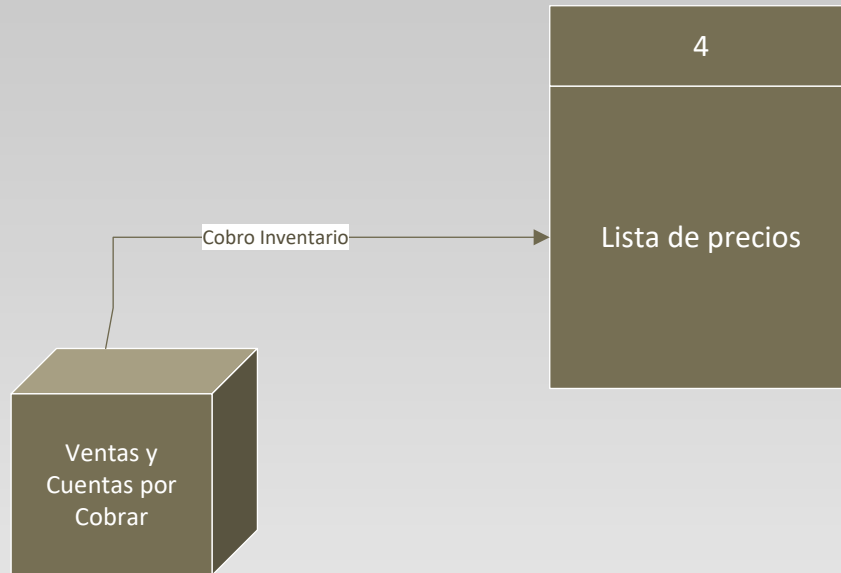 4
Cobro Inventario
Lista de precios
Ventas y
Cuentas por
Cobrar